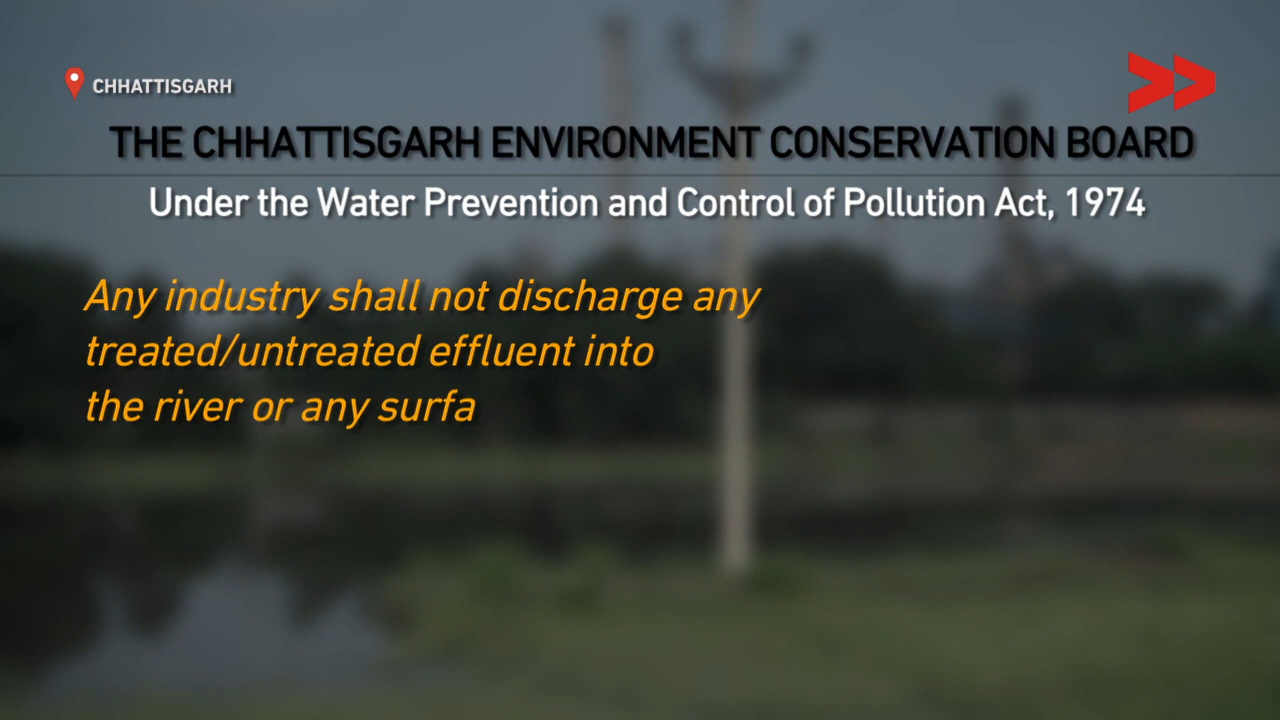 CHHATTISGARH
THE CHHATTISGARH ENVIRONMENT CONSERVATION BOARD
Under the Water Prevention and Control of Pollution Act, 1974
Any industry shall not discharge any
treated/untreated effluent into
the river or any surfa